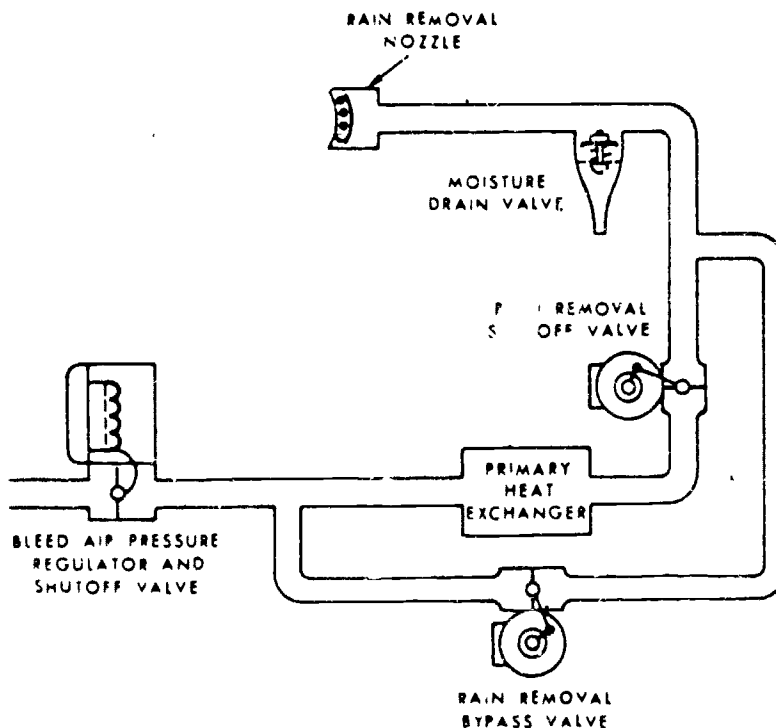 RAIN REMOVAL
NOZZLE
MOISTURE
DRAIN VALVE
REMOVAL
OFF VALVE
PRIMARY
HEAT
EXCHANGER
BLEED AIP PRESSURE
REGULATOR AND
SHUTOFF VALVE
RAIN REMOVAL
BYPASS VALVE